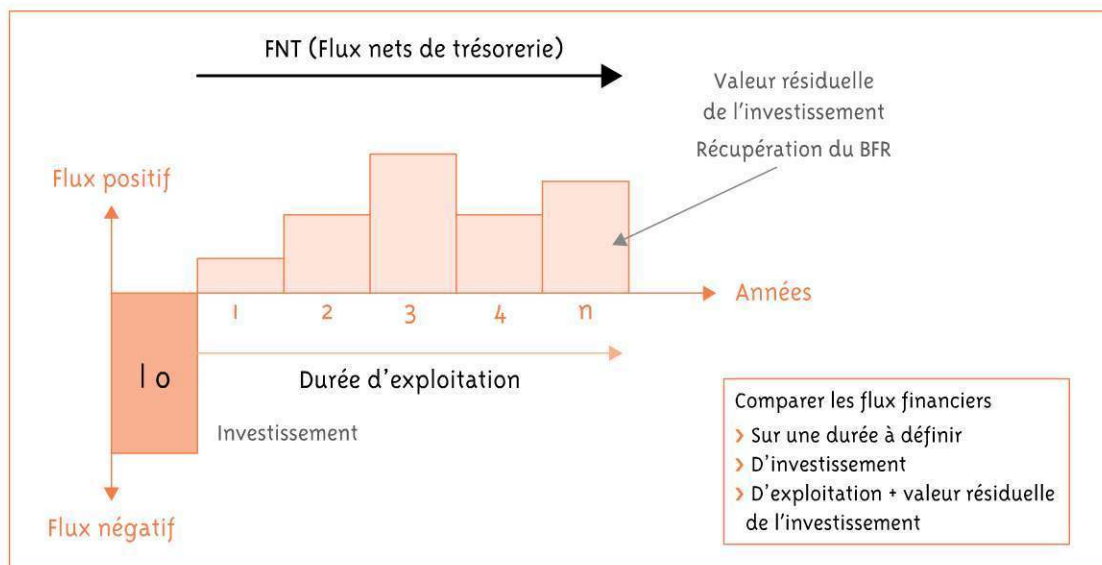 FNT (Flux nets de trésorerie)
Valeur résiduelle
de l'investissement
Récupération du BFR
Flux positif
Années
1
2
3
4
n
I 0
Durée d'exploitation
Investissement
Flux négatif
Comparer les flux financiers
› Sur une durée à définir
› D'investissement
› D'exploitation + valeur résiduelle
de l'investissement